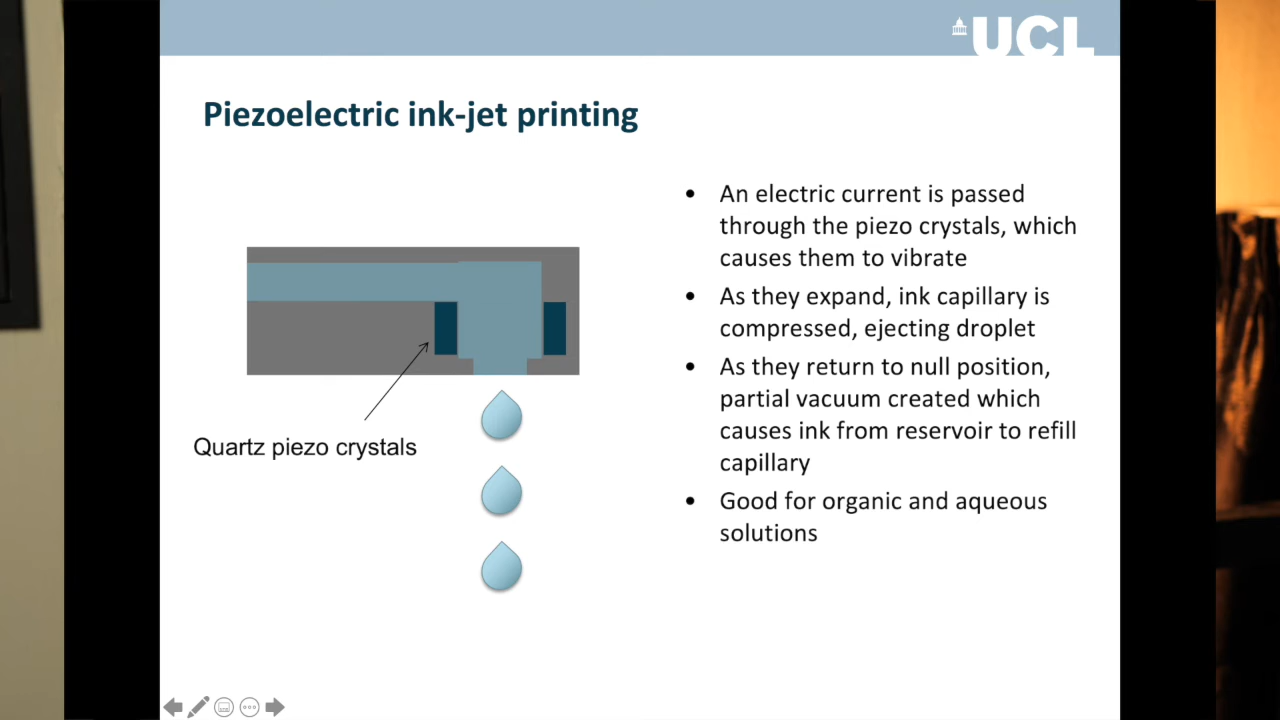 UCL
Piezoelectric ink-jet printing
• An electric current is passed
through the piezo crystals, which
causes them to vibrate
• As they expand, ink capillary is
compressed, ejecting droplet
• As they return to null position,
partial vacuum created which
causes ink from reservoir to refill
capillary
• Good for organic and aqueous
solutions
Quartz piezo crystals